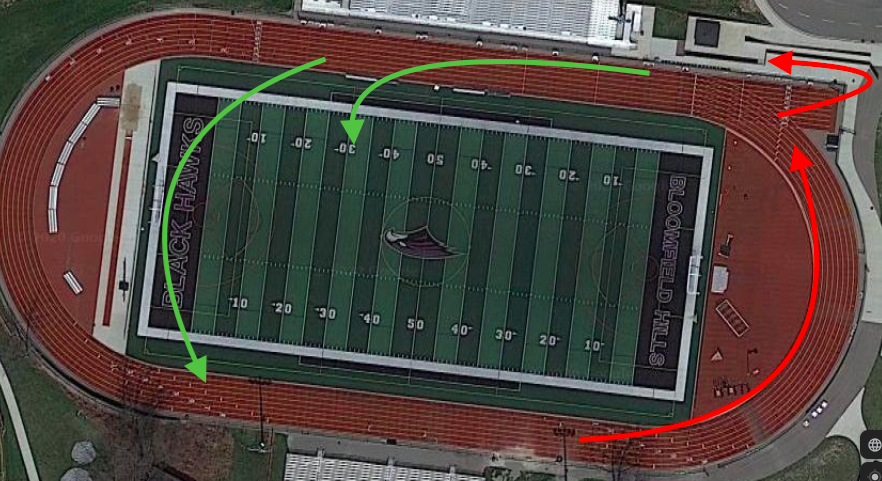 BLACK HAWKS
-10 -20 -30 -40 50 40- 30- 20- 10-
-10 -20 -30 -40 50 40- 30- 20- 10-
BLOOMFIELD HILLS